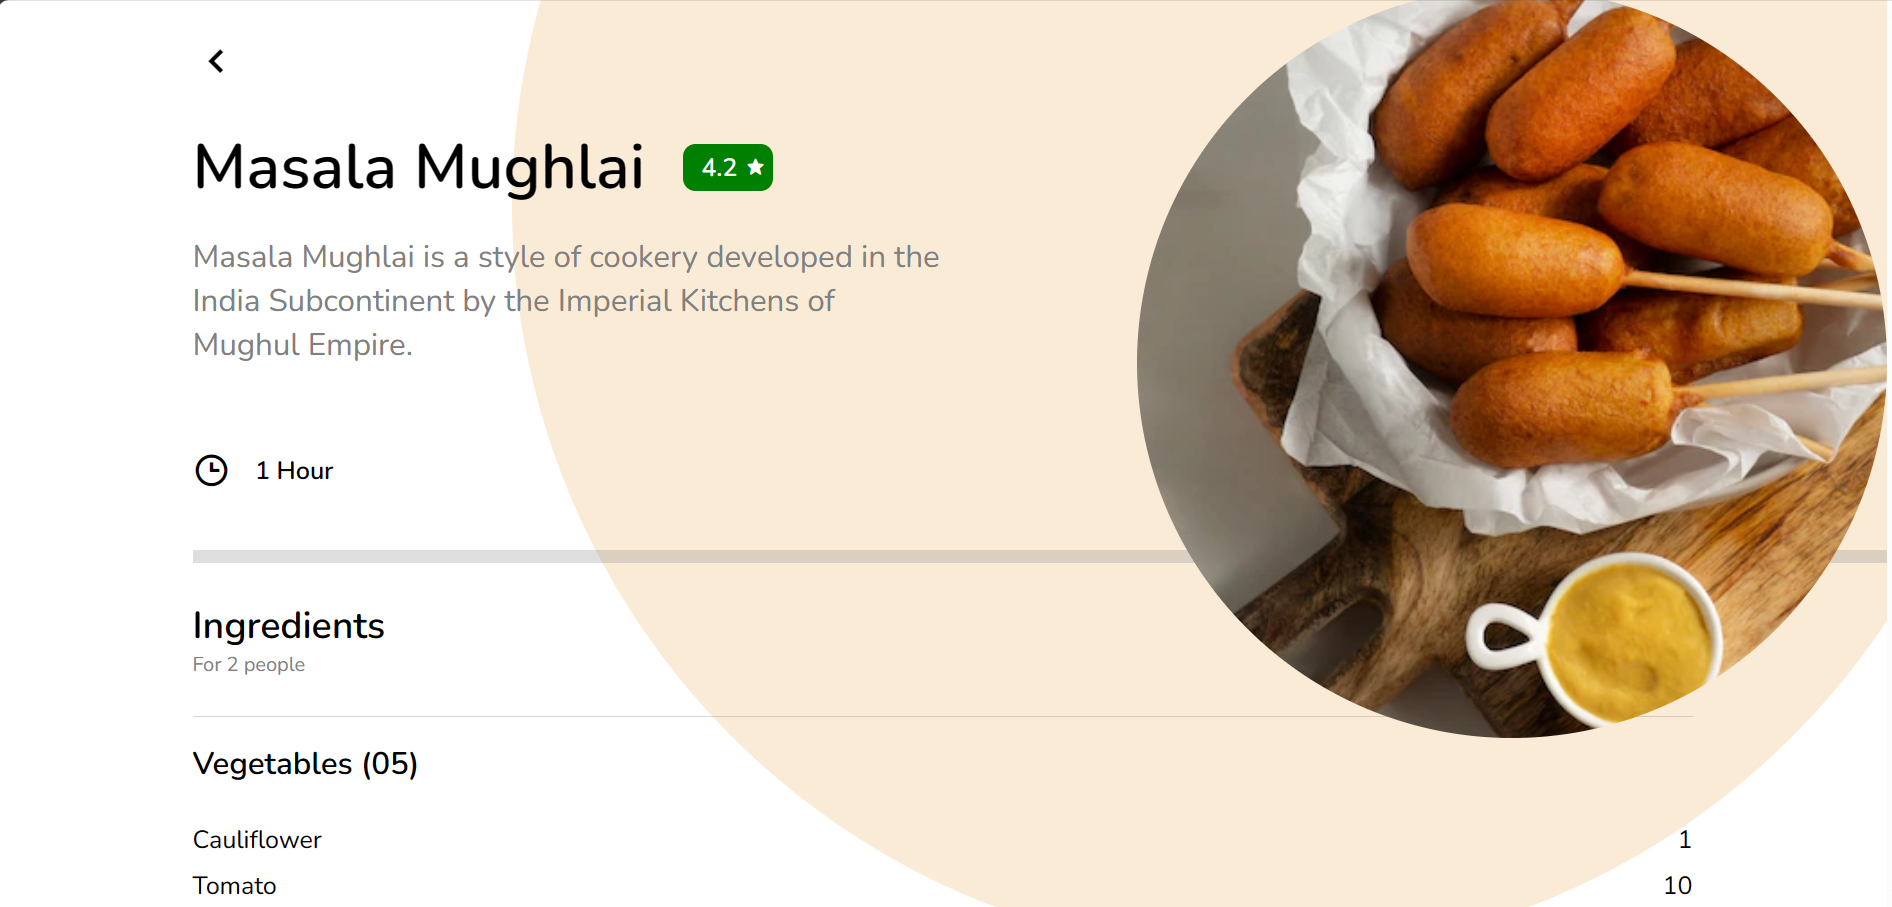 Masala Mughlai
4.2
Masala Mughlai is a style of cookery developed in the
India Subcontinent by the Imperial Kitchens of
Mughul Empire.
1 Hour
Ingredients
For 2 people
Vegetables (05)
Cauliflower 1
Tomato 10